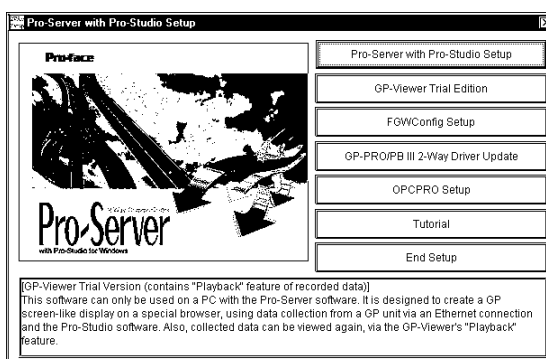 Pro-Server with Pro-Studio Setup
Pro-face
Pro-Server
with Pro-Studio for Windows
Pro-Server with Pro-Studio Setup
GP-Viewer Trial Edition
FGWConfig Setup
GP-PRO/PB III 2-Way Driver Update
OPCPRO Setup
Tutorial
End Setup
[GP-Viewer Trial Version (contains "Playback" feature of recorded data)]
This software can only be used on a PC with the Pro-Server software. It is designed to create a GP
screen-like display on a special browser, using data collection from a GP unit via an Ethernet connection
and the Pro-Studio software. Also, collected data can be viewed again, via the GP-Viewer's "Playback"
feature.